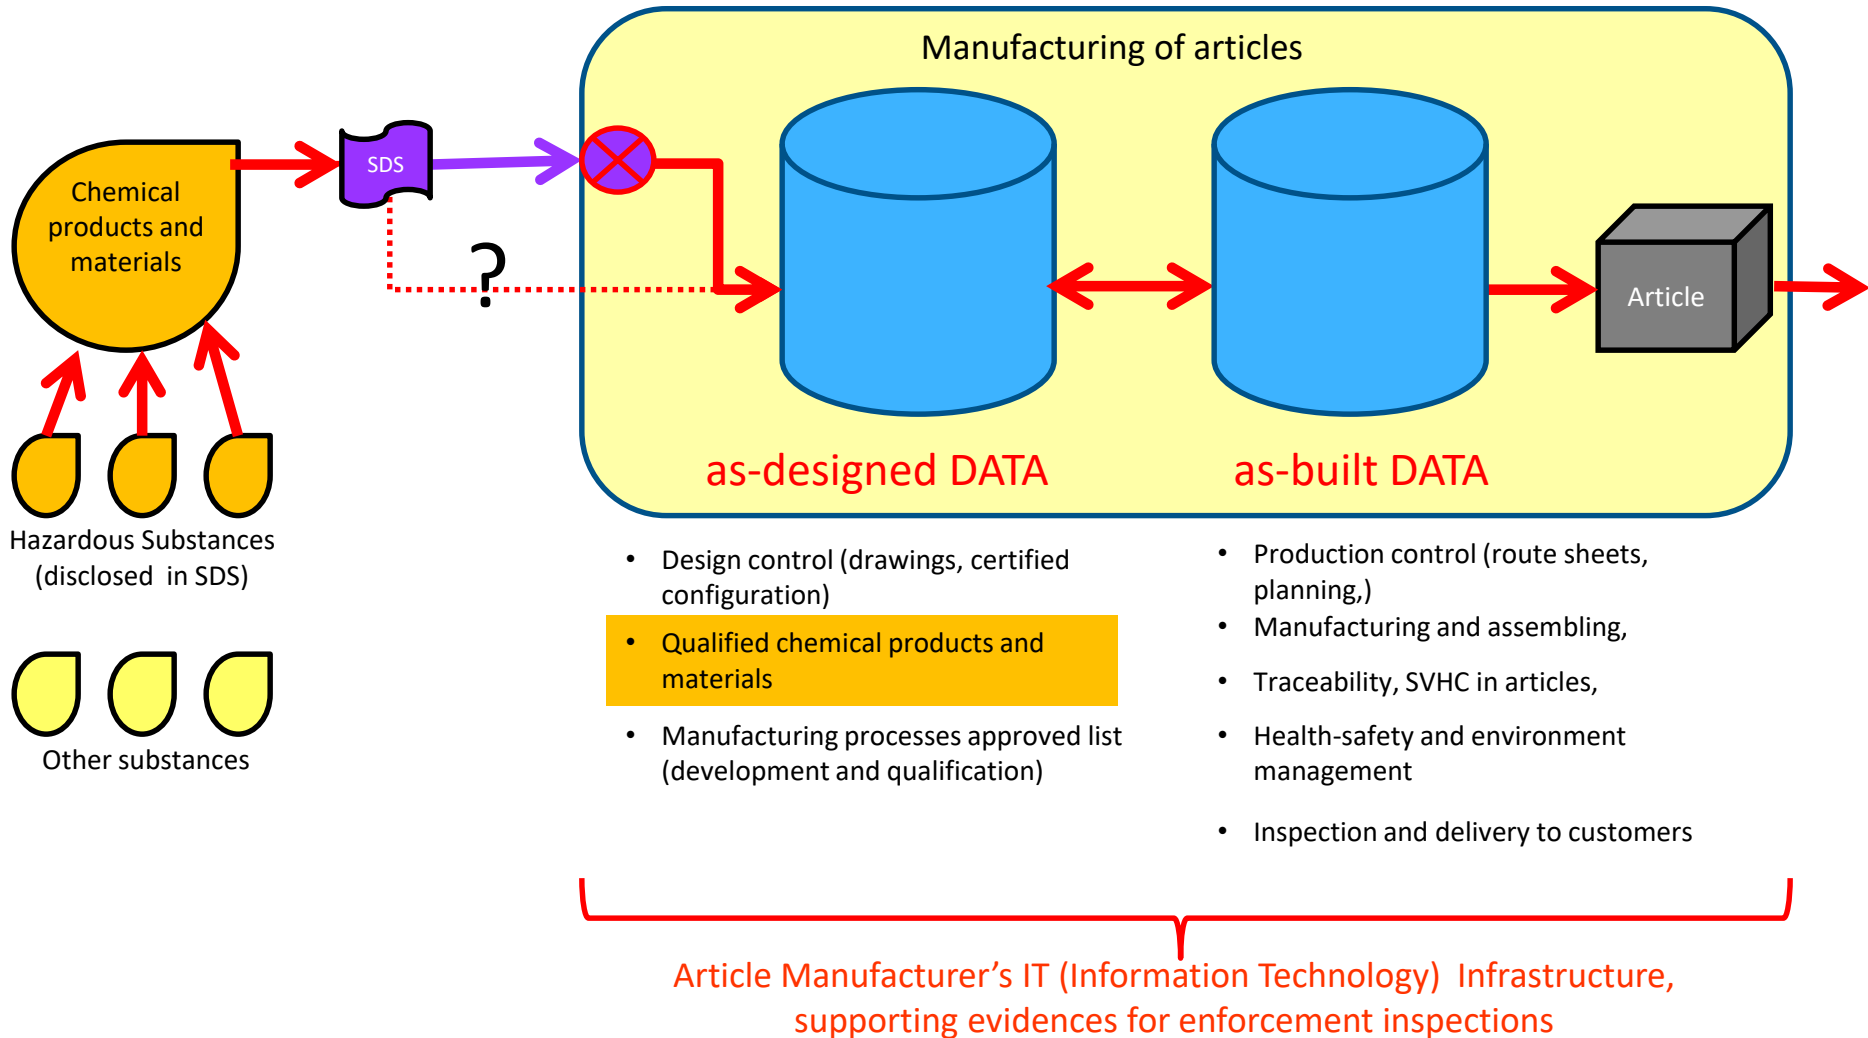 Manufacturing of articles
Chemical
products and
materials
SDS
?
Article
as-designed DATA
as-built DATA
Hazardous Substances
(disclosed  in SDS)
Other substances
• Design control (drawings, certified
configuration)
• Qualified chemical products and
materials
• Manufacturing processes approved list
(development and qualification)
• Production control (route sheets,
planning,)
• Manufacturing and assembling,
• Traceability, SVHC in articles,
• Health-safety and environment
management
• Inspection and delivery to customers
Article Manufacturer’s IT (Information Technology)  Infrastructure,
supporting evidences for enforcement inspections